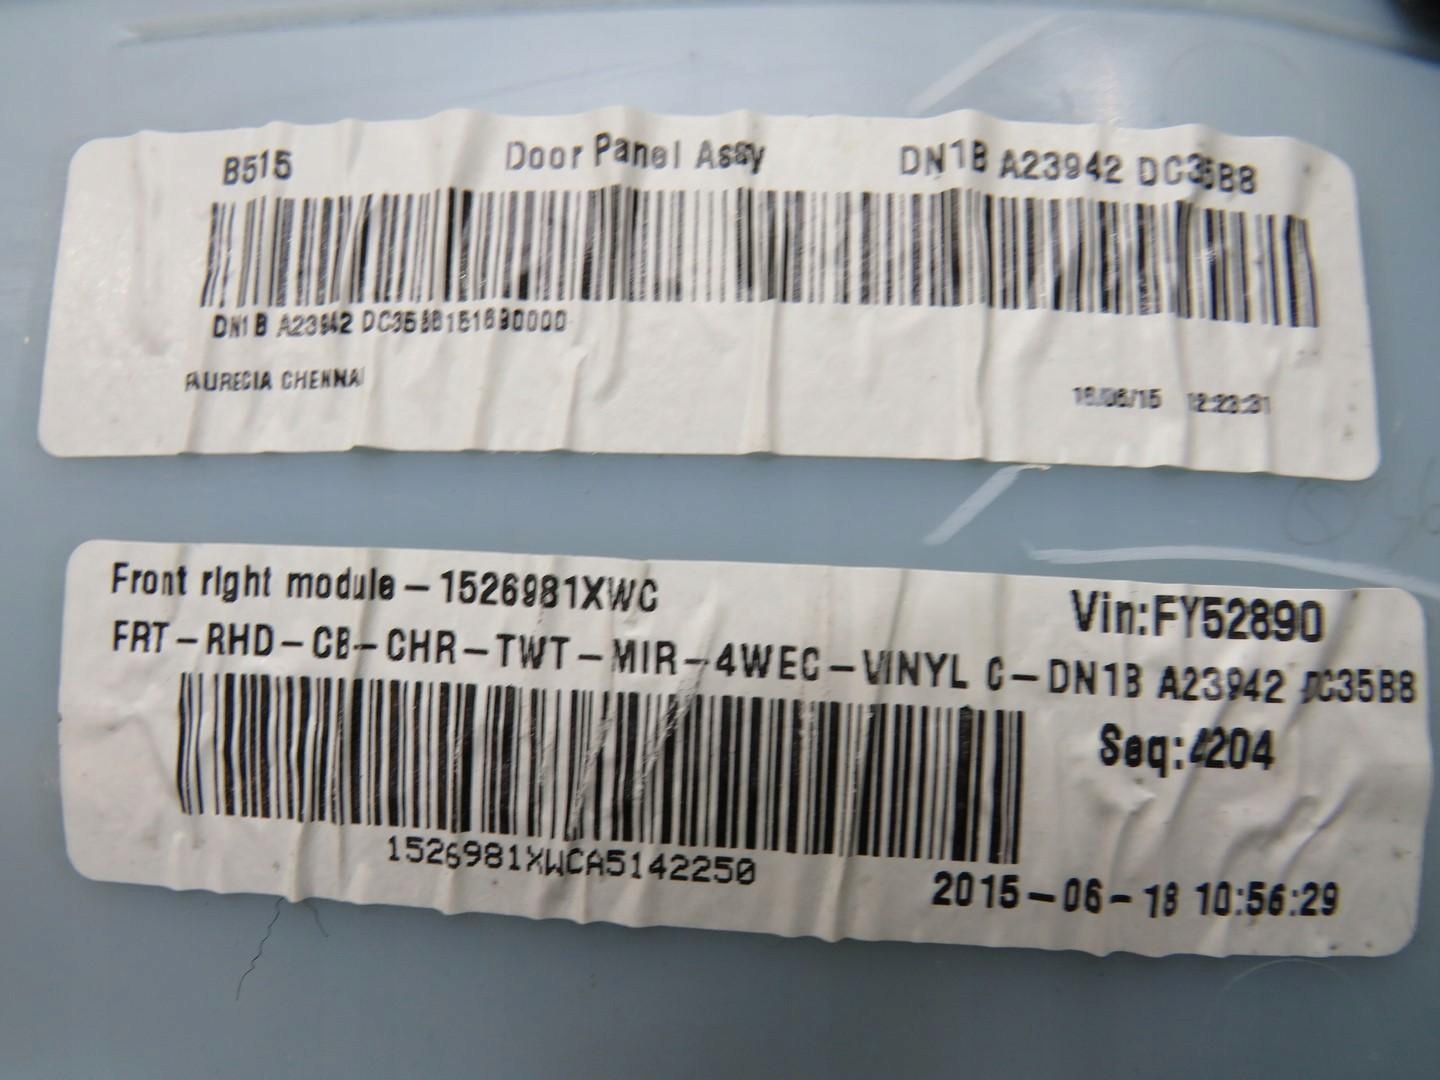 B515 Door Panel Assy DN1B A23942 DC35B8
DN1B A23942 DC35B8151690000
FAURECIA CHENNAI
16/06/15 12:23:31
Front right module-1526981XWC Vin:FY52890
FRT-RHD-CB-CHR-TWT-MIR-4WEC-VINYL C-DN1B A23942 DC35B8
Seq:4204
1526981XWCA5142250
2015-06-18 10:56:29